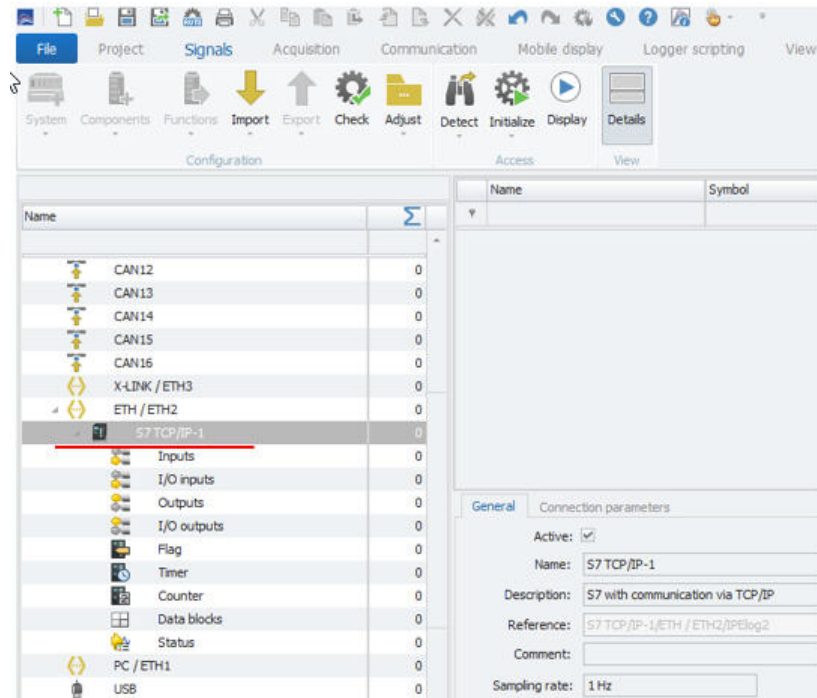 File Project Signals Acquisition Communication Mobile display Logger scripting View
System Components Functions Import Export Check Adjust Detect Initialize Display Details
Configuration Access View
Name Symbol
Name Σ
CAN12 0
CAN13 0
CAN14 0
CAN15 0
CAN16 0
X-LINK / ETH3 0
ETH / ETH2 0
S7 TCP/IP-1 0
Inputs 0
I/O inputs 0
Outputs 0
I/O outputs 0
Flag 0
Timer 0
Counter 0
Data blocks 0
Status 0
PC / ETH1 0
USB 0
General Connection parameters
Active:
Name: S7 TCP/IP-1
Description: S7 with communication via TCP/IP
Reference: S7 TCP/IP-1/ETH / ETH2/IPElog2
Comment:
Sampling rate: 1 Hz